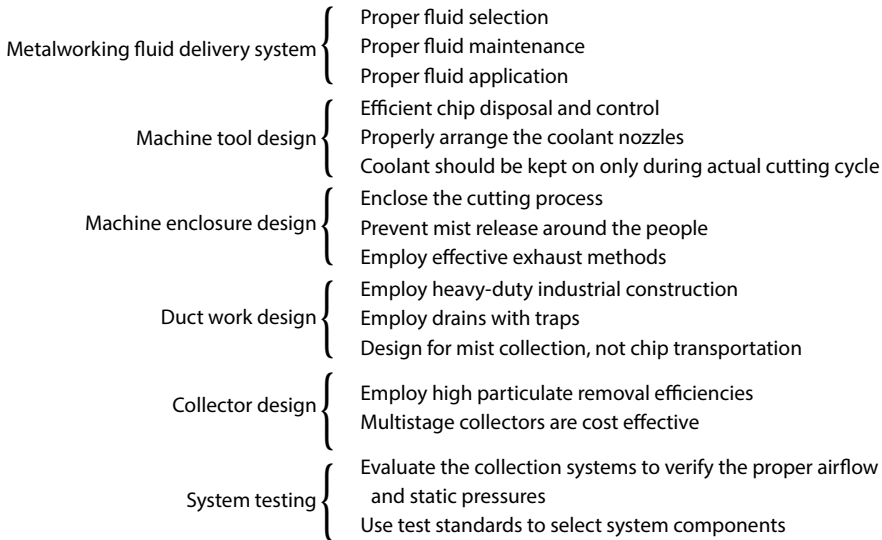 Metalworking fluid delivery system
Proper fluid selection
Proper fluid maintenance
Proper fluid application
Machine tool design
Efficient chip disposal and control
Properly arrange the coolant nozzles
Coolant should be kept on only during actual cutting cycle
Machine enclosure design
Enclose the cutting process
Prevent mist release around the people
Employ effective exhaust methods
Duct work design
Employ heavy-duty industrial construction
Employ drains with traps
Design for mist collection, not chip transportation
Collector design
Employ high particulate removal efficiencies
Multistage collectors are cost effective
System testing
Evaluate the collection systems to verify the proper airflow
and static pressures
Use test standards to select system components